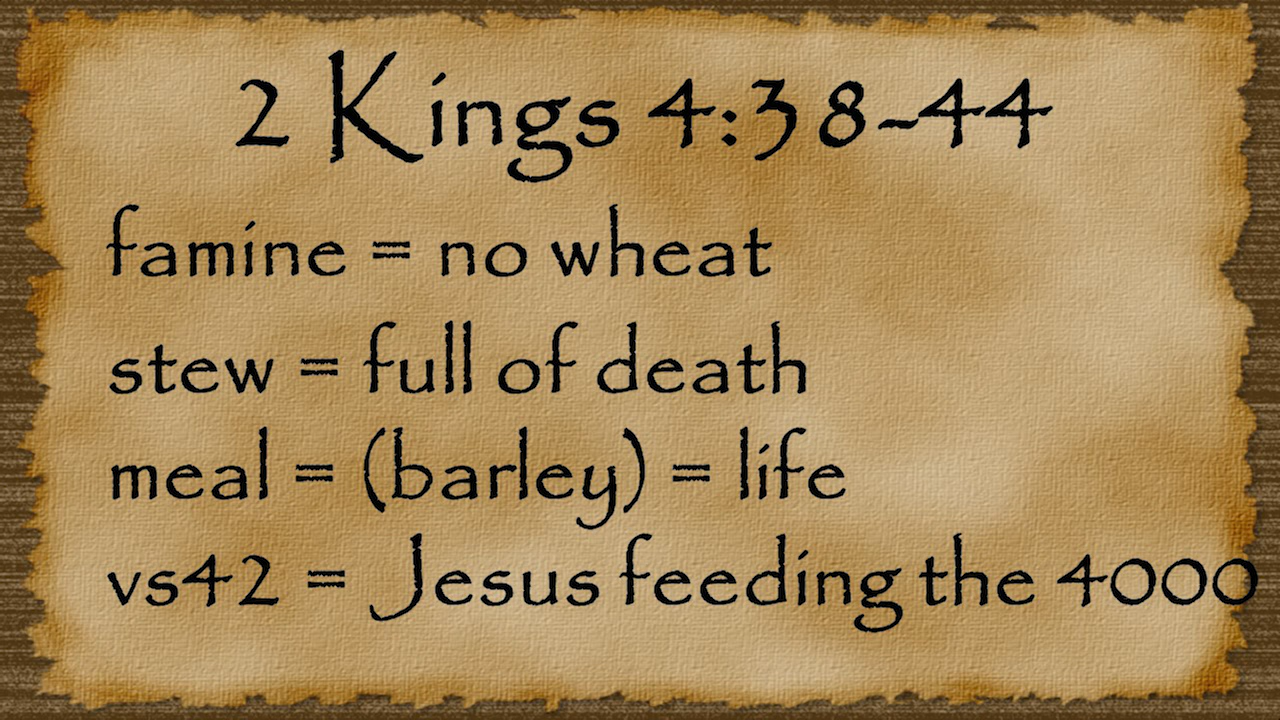 2 Kings 4:38-44
famine = no wheat
stew = full of death
meal = (barley) = life
vs42 = Jesus feeding the 4000